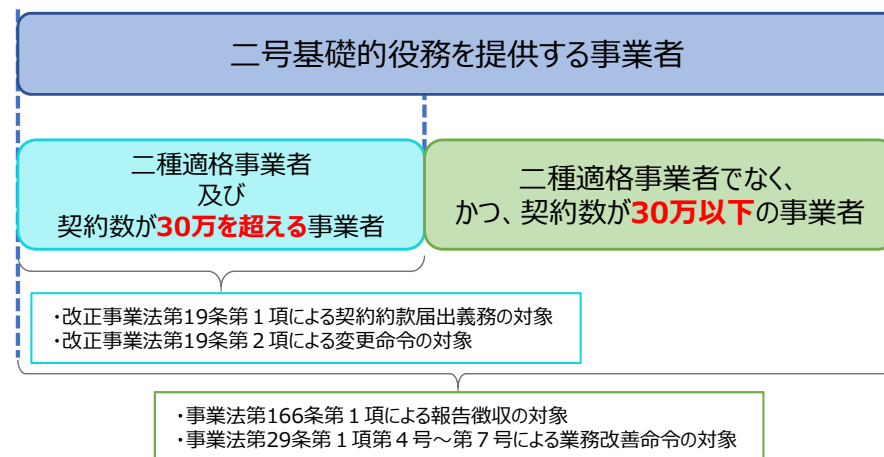 二号基礎的役務を提供する事業者
二種適格事業者
及び
契約数が30万を超える事業者
二種適格事業者でなく、
かつ、契約数が30万以下の事業者
・改正事業法第19条第１項による契約約款届出義務の対象
・改正事業法第19条第２項による変更命令の対象
・事業法第166条第１項による報告徴収の対象
・事業法第29条第１項第４号～第７号による業務改善命令の対象